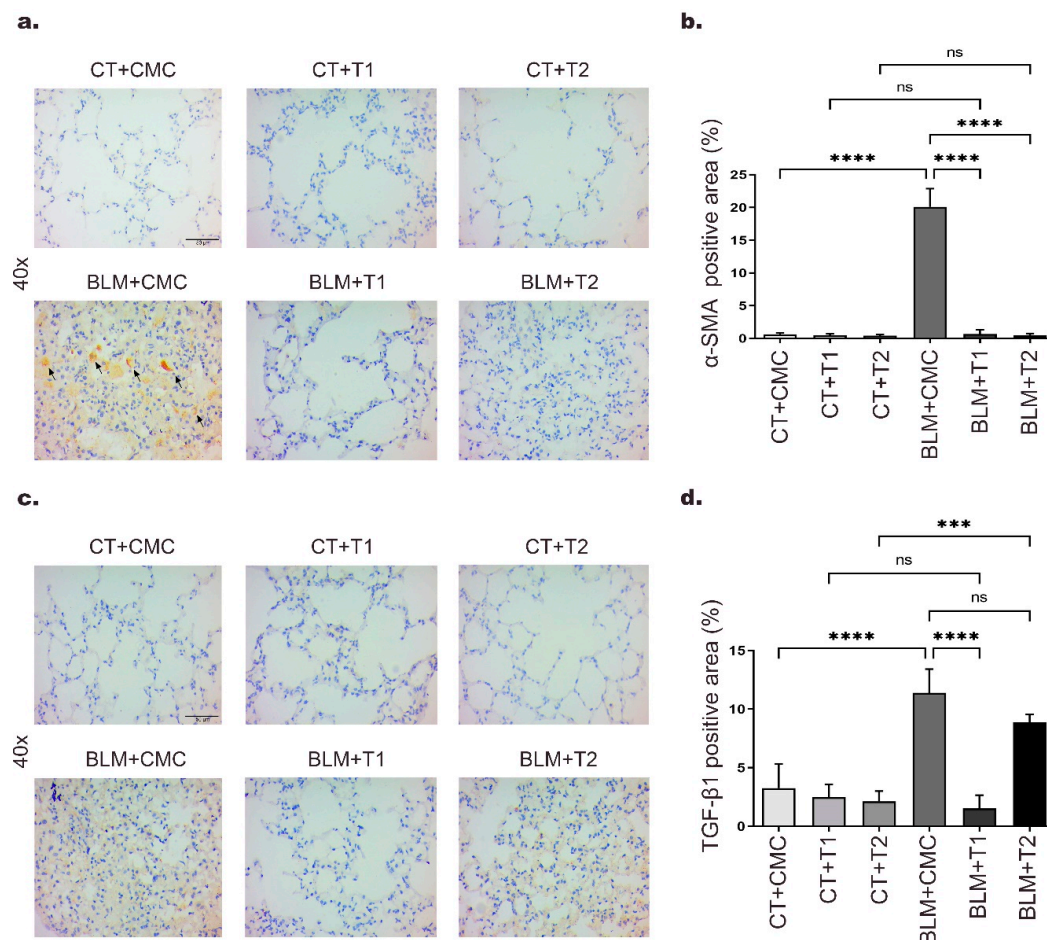 a.
CT+CMC
CT+T1
CT+T2
40x
BLM+CMC
BLM+T1
BLM+T2
b.
ns
ns
****
**** ****
α-SMA positive area (%)
25
20
15
10
5
0
CT+CMC
CT+T1
CT+T2
BLM+CMC
BLM+T1
BLM+T2
c.
CT+CMC
CT+T1
CT+T2
40x
BLM+CMC
BLM+T1
BLM+T2
d.
***
ns
ns
**** ****
TGF-β1 positive area (%)
15
10
5
0
CT+CMC
CT+T1
CT+T2
BLM+CMC
BLM+T1
BLM+T2